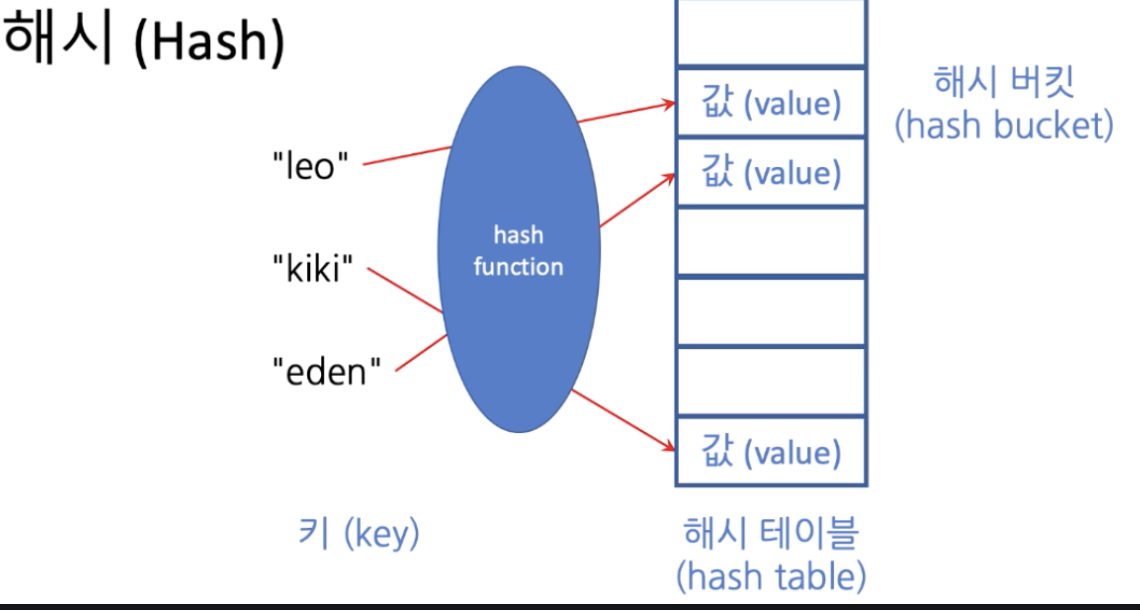 해시 (Hash)
값 (value)
해시 버킷
(hash bucket)
"leo"
값 (value)
hash
function
"kiki"
"eden"
값 (value)
키 (key)
해시 테이블
(hash table)